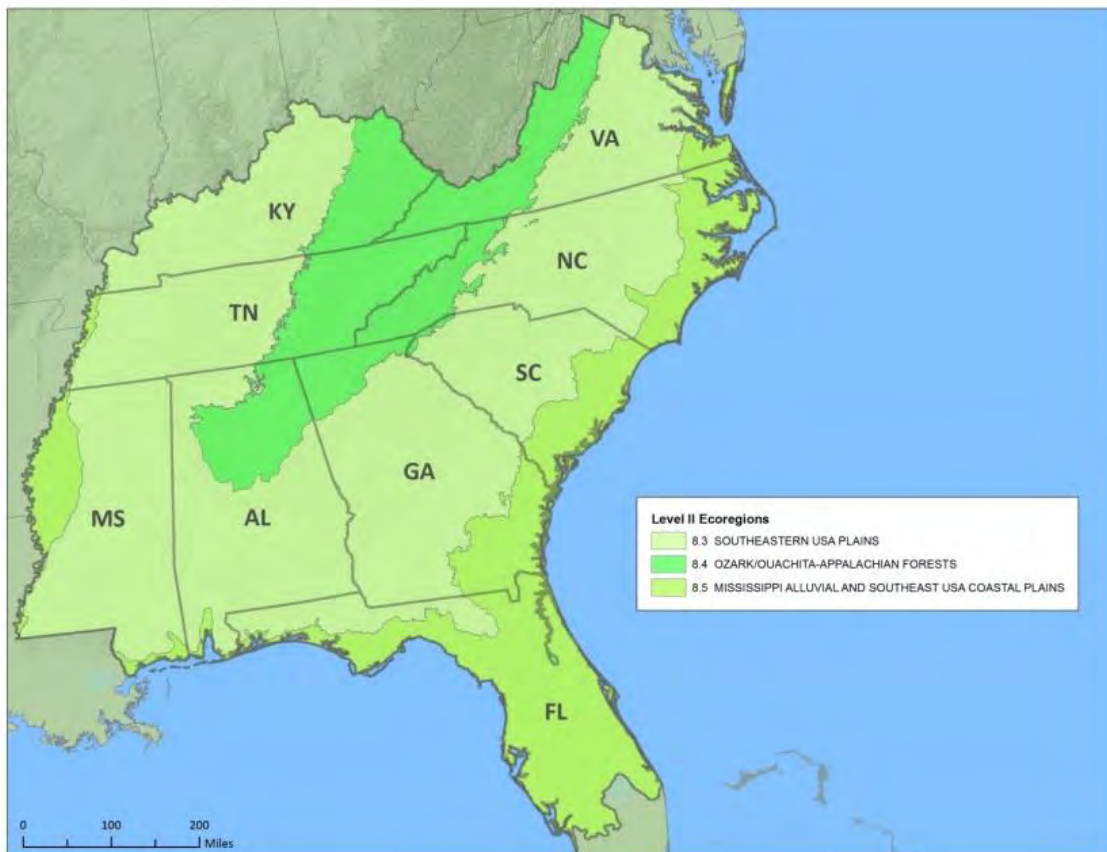 VA
KY
NC
TN
SC
GA
MS
AL
Level II Ecoregions
8.3 SOUTHEASTERN USA PLAINS
8.4 OZARK/OUACHITA-APPALACHIAN FORESTS
8.5 MISSISSIPPI ALLUVIAL AND SOUTHEAST USA COASTAL PLAINS
FL
0 100 200
Miles